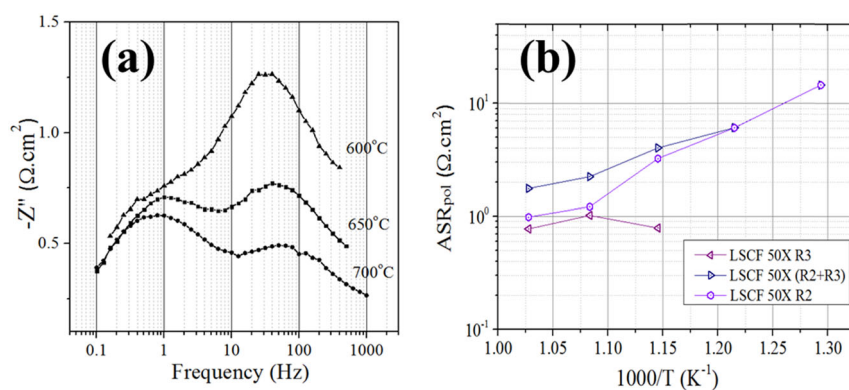 (a)
1.5
1.0
0.5
-Z'' (Ω.cm²)
600°C
650°C
700°C
0.1 1 10 100 1000
Frequency (Hz)
(b)
10¹
10⁰
10⁻¹
ASRpol (Ω.cm²)
LSCF 50X R3
LSCF 50X (R2+R3)
LSCF 50X R2
1.00 1.05 1.10 1.15 1.20 1.25 1.30
1000/T (K⁻¹)